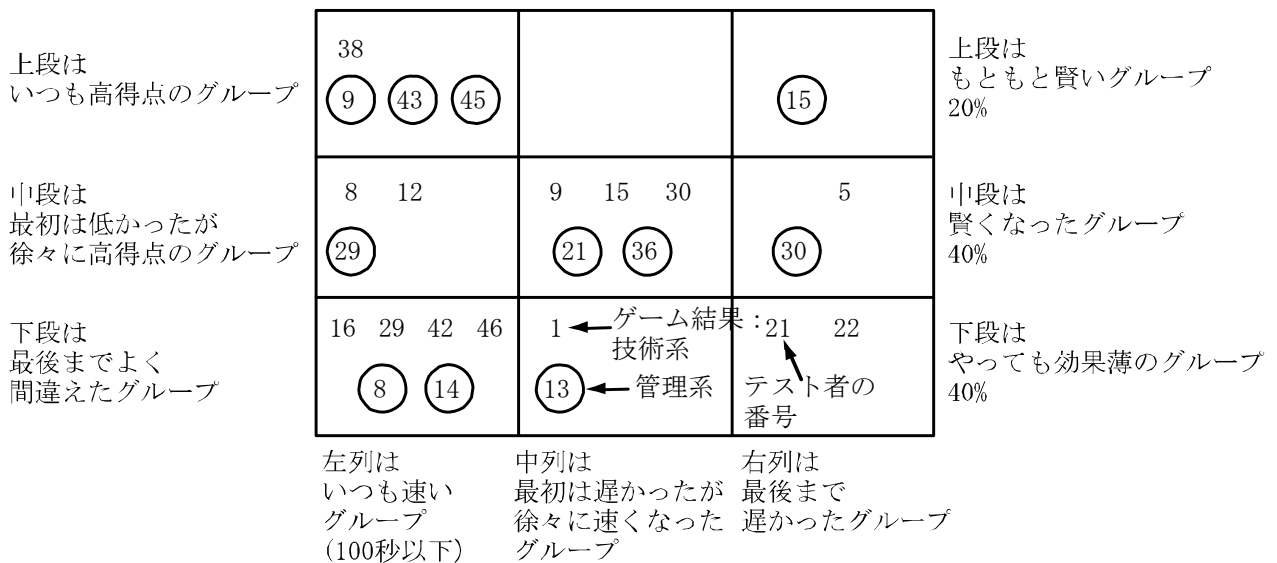 上段は
いつも高得点のグループ
38
9 43 45
15
上段は
もともと賢いグループ
20%
中段は
最初は低かったが
徐々に高得点のグループ
8 12
29
9 15 30
21 36
5
30
中段は
賢くなったグループ
40%
下段は
最後までよく
間違えたグループ
16 29 42 46
8 14
1
ゲーム結果：
技術系
13
管理系
21 22
テスト者の
番号
下段は
やっても効果薄のグループ
40%
左列は
いつも速い
グループ
(100秒以下)
中列は
最初は遅かったが
徐々に速くなった
グループ
右列は
最後まで
遅かったグループ